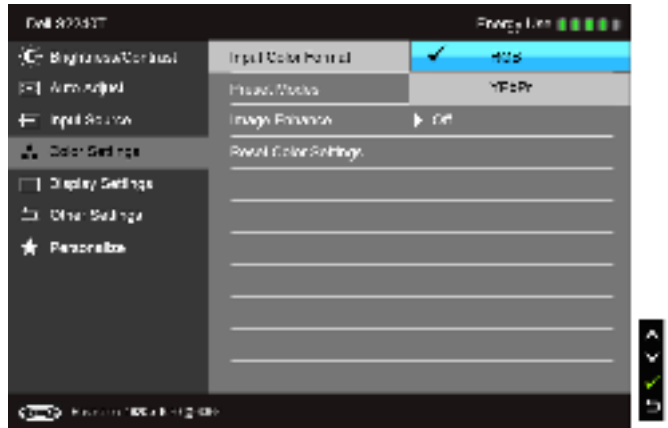 Dell S2240T
Energy Use
Brightness/Contrast
Auto Adjust
Input Source
Color Settings
Display Settings
Other Settings
Personalize
Input Color Format
Preset Modes
Image Enhance
Reset Color Settings
RGB
YPbPr
Off